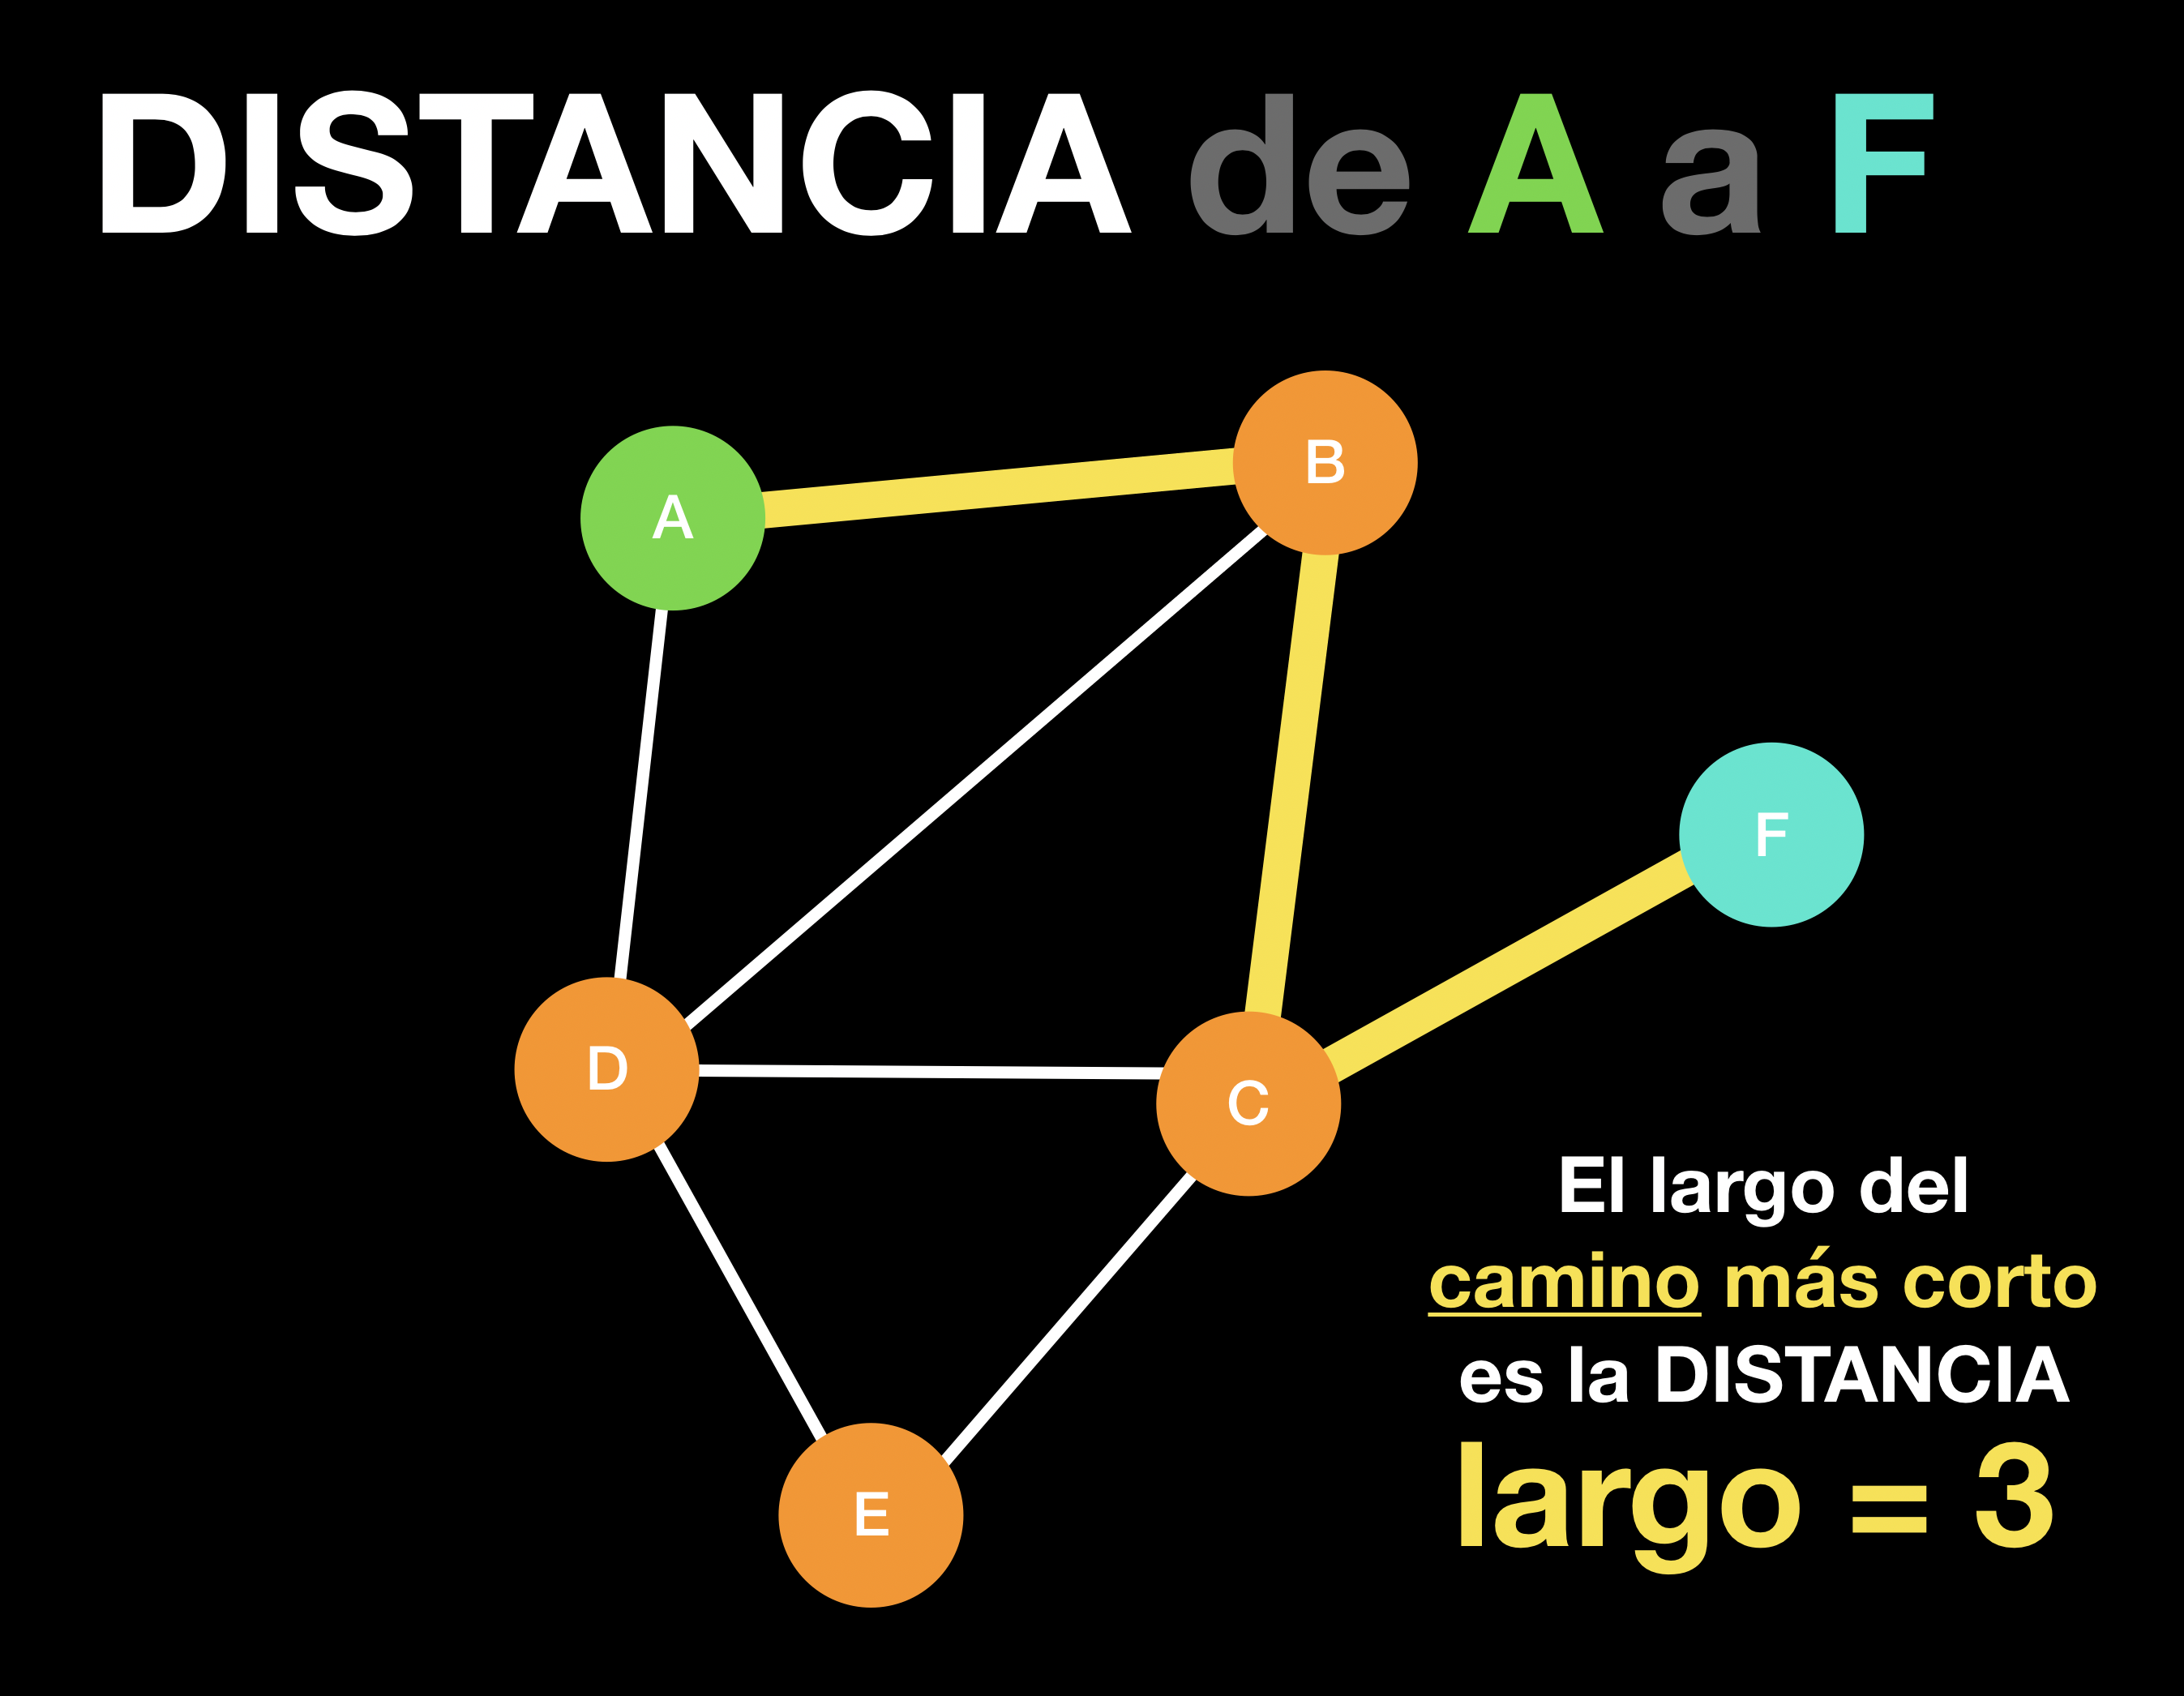 DISTANCIA de A a F
B
A
F
D
C
El largo del
camino más corto
es la DISTANCIA
largo = 3
E